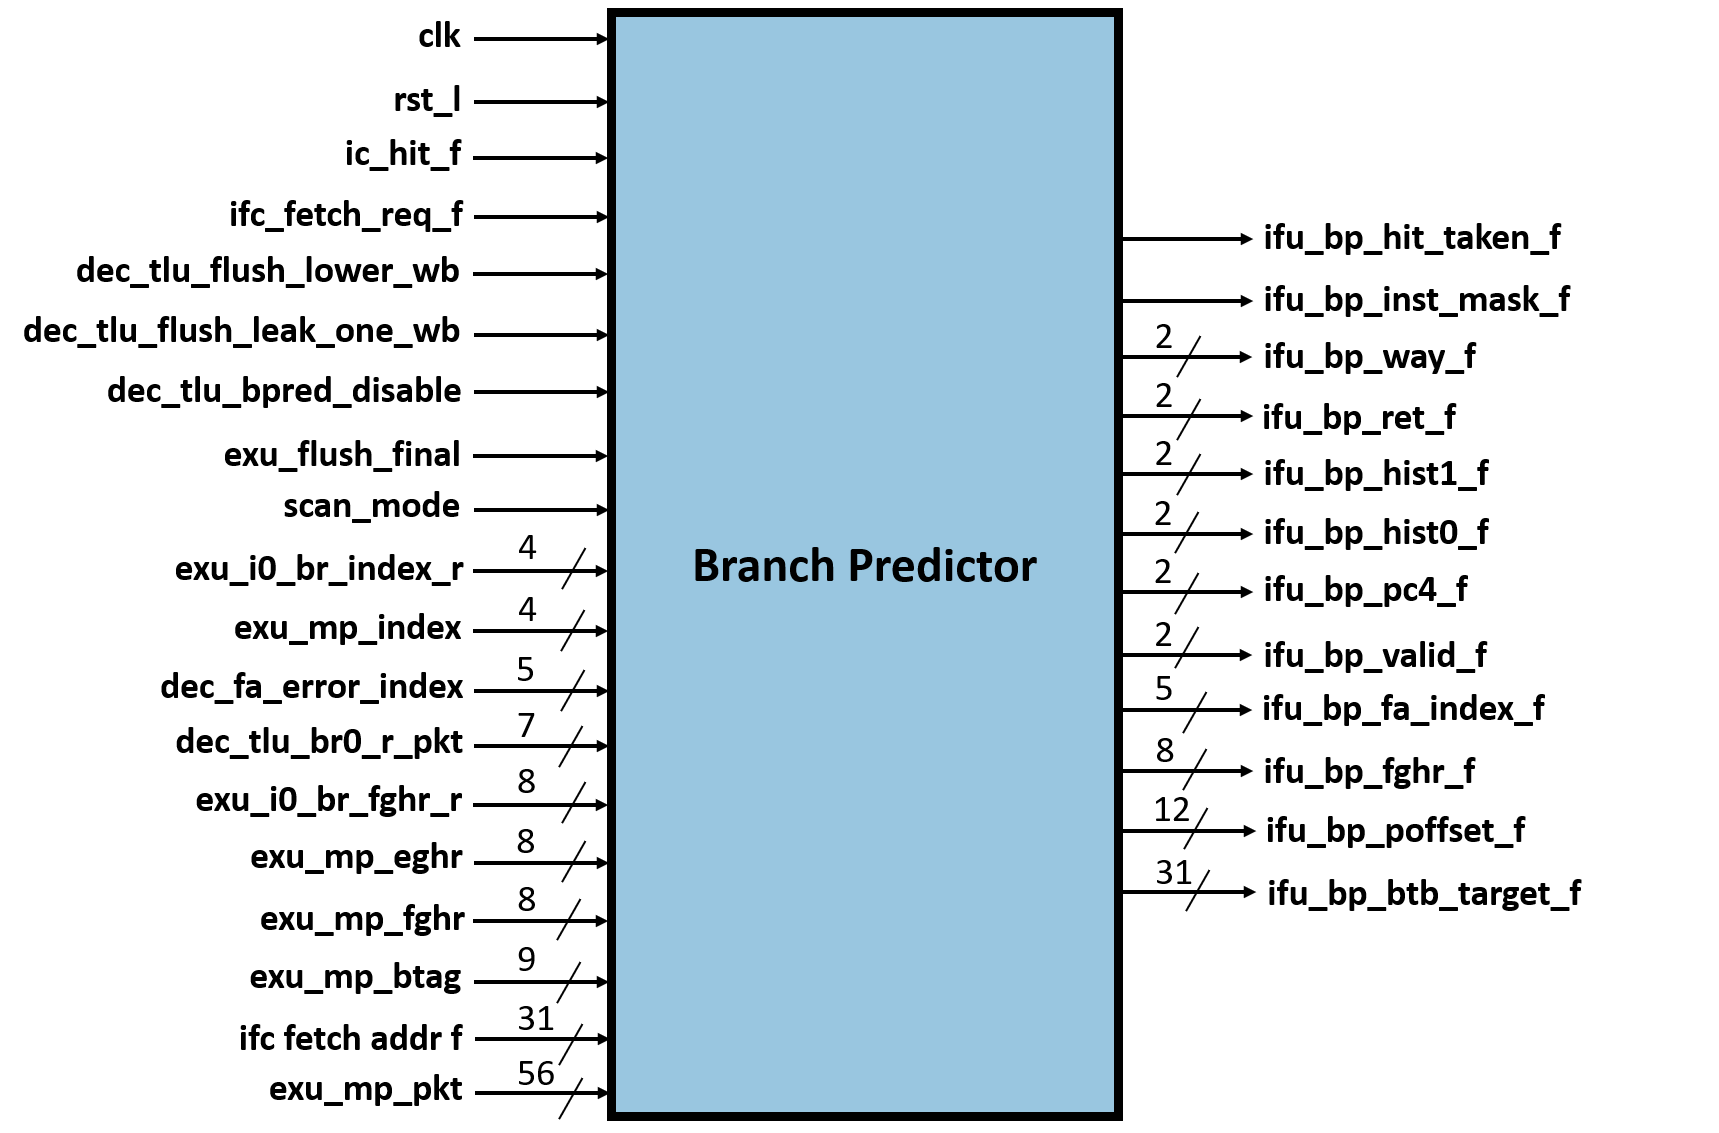 clk
rst_l
ic_hit_f
ifc_fetch_req_f
dec_tlu_flush_lower_wb
dec_tlu_flush_leak_one_wb
dec_tlu_bpred_disable
exu_flush_final
scan_mode
4
exu_i0_br_index_r
4
exu_mp_index
5
dec_fa_error_index
7
dec_tlu_br0_r_pkt
8
exu_i0_br_fghr_r
8
exu_mp_eghr
8
exu_mp_fghr
9
exu_mp_btag
31
ifc fetch addr f
56
exu_mp_pkt
Branch Predictor
ifu_bp_hit_taken_f
ifu_bp_inst_mask_f
2
ifu_bp_way_f
2
ifu_bp_ret_f
2
ifu_bp_hist1_f
2
ifu_bp_hist0_f
2
ifu_bp_pc4_f
2
ifu_bp_valid_f
5
ifu_bp_fa_index_f
8
ifu_bp_fghr_f
12
ifu_bp_poffset_f
31
ifu_bp_btb_target_f